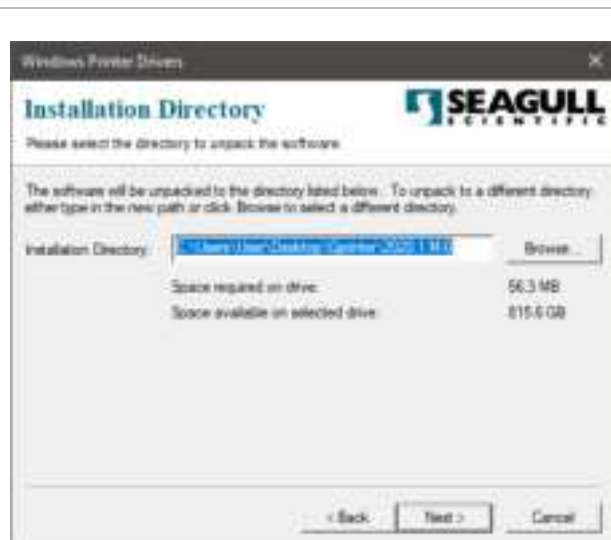 Windows Printer Drivers
Installation Directory
SEAGULL
SCIENTIFIC
Please select the directory to unpack the software.
The software will be unpacked to the directory listed below. To unpack to a different directory,
either type in the new path or click Browse to select a different directory.
Installation Directory:
Browse...
Space required on drive: 56.3 MB
Space available on selected drive: 815.6 GB
< Back Next > Cancel